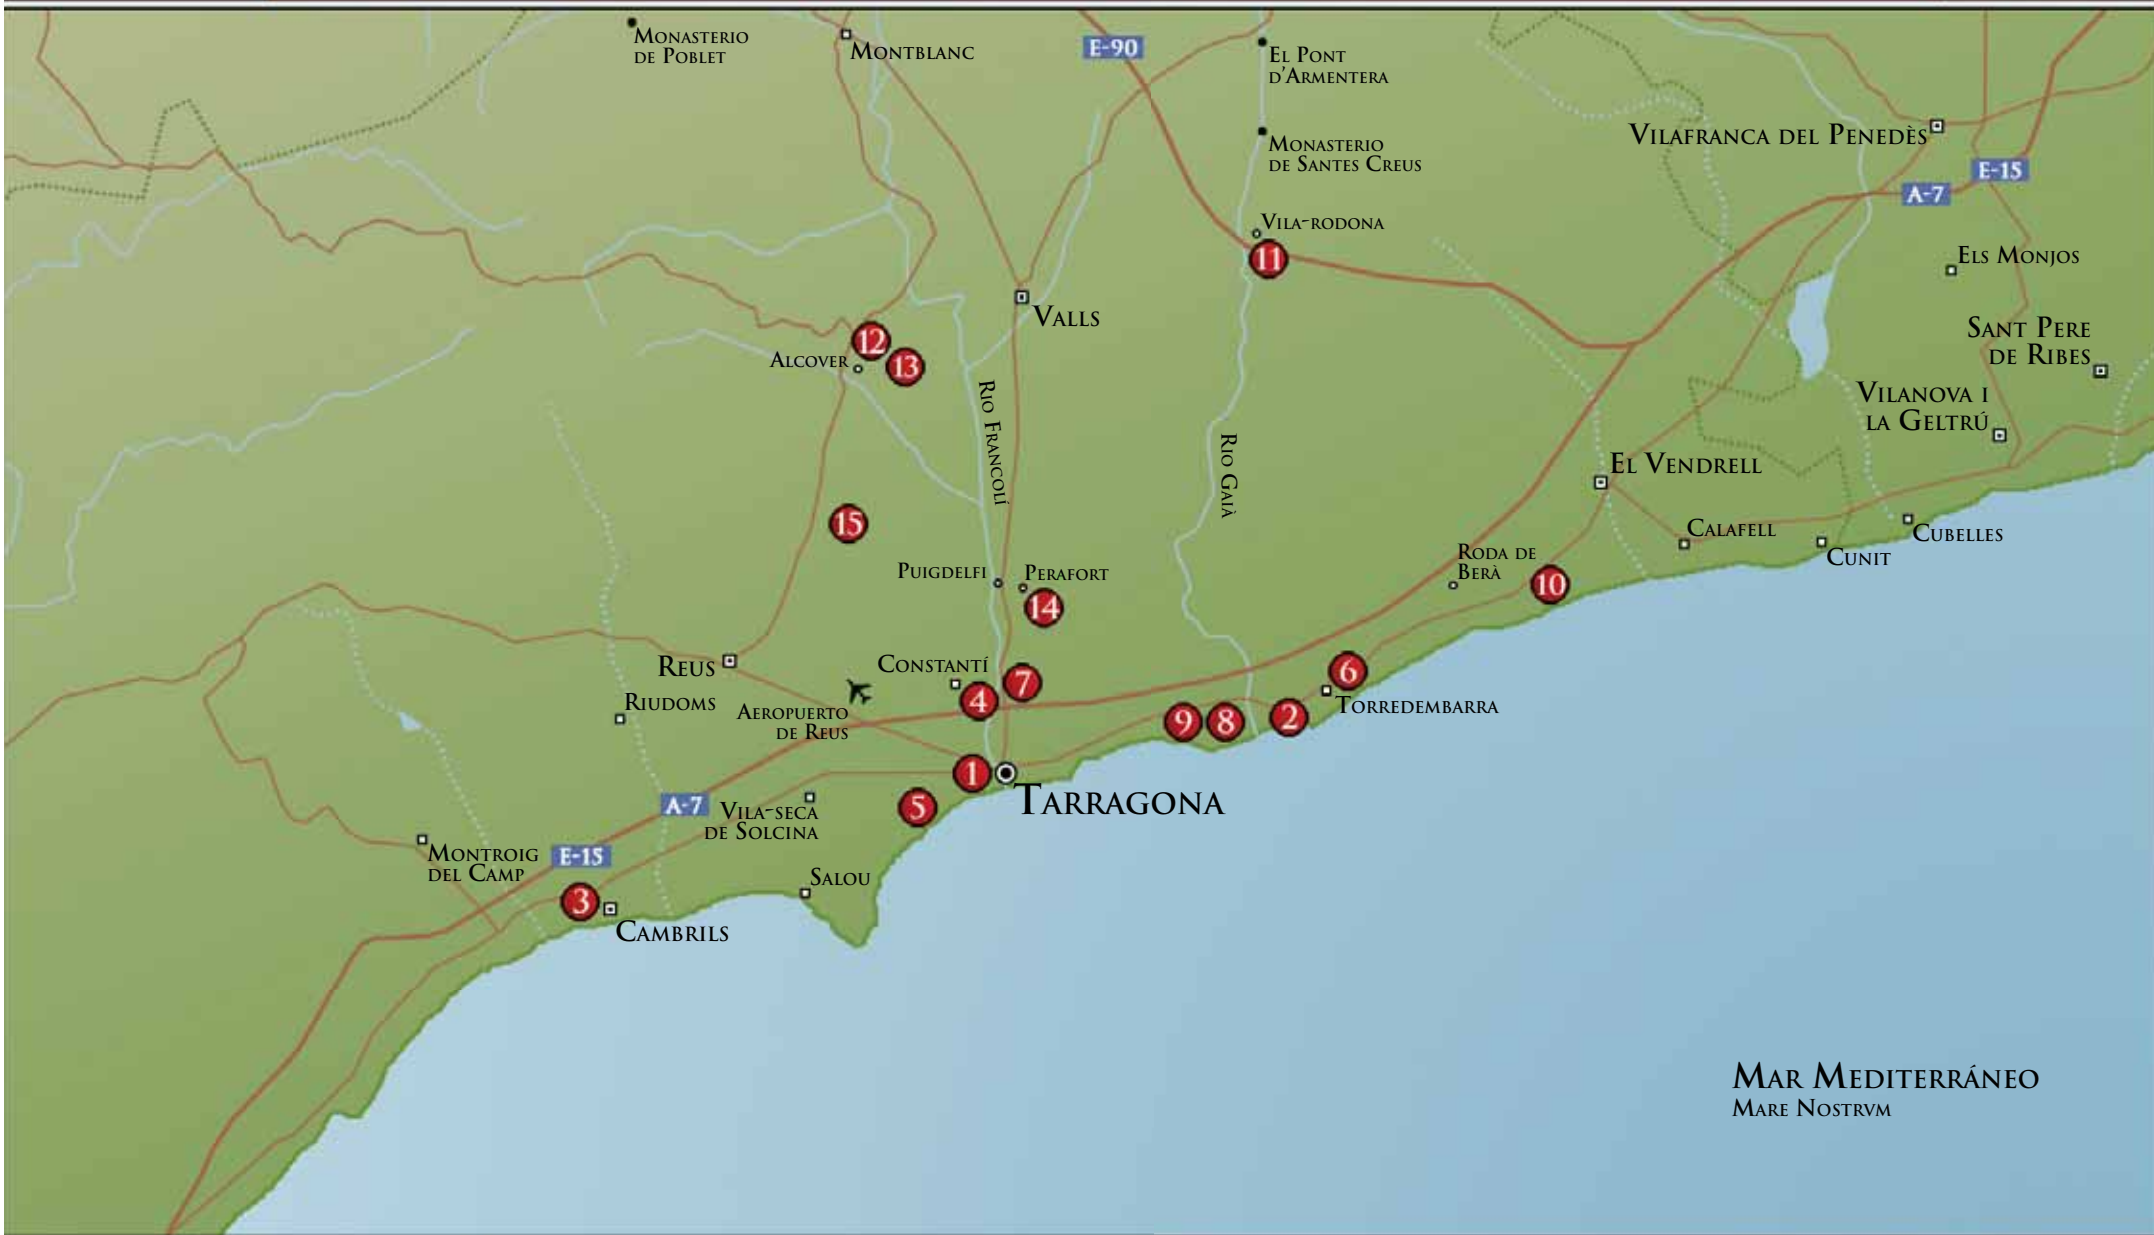 Monasterio
de Poblet
Montblanc
E-90
El Pont
d'Armentera
Monasterio
de Santes Creus
Vilafranca del Penedès
E-15
A-7
Vila-rodona
11
Els Monjos
Valls
Sant Pere
de Ribes
12
Alcover
13
Rio Francolí
Rio Gaià
Vilanova i
la Geltrú
El Vendrell
15
Calafell
Cubelles
Cunit
Roda de
Berà
10
Puigdelfi
Perafort
14
Reus
Constantí
7
4
6
Riudoms
Aeropuerto
de Reus
9
8
2
Torredembarra
1
Tarragona
5
A-7
Vila-seca
de Solcina
Montroig
del Camp
E-15
Salou
3
Cambrils
Mar Mediterráneo
Mare Nostrvm